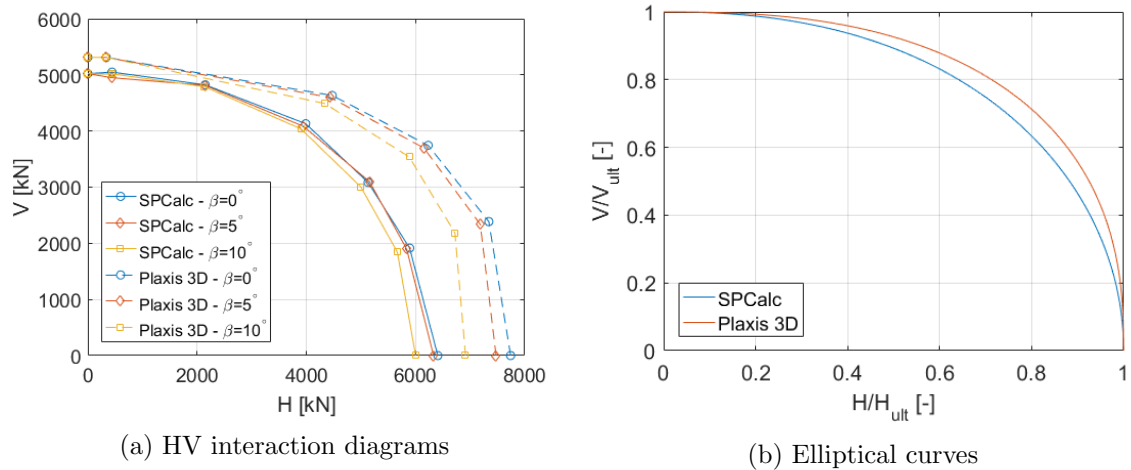 6000
5000
4000
3000
2000
1000
0
V [kN]
0 2000 4000 6000 8000
H [kN]
SPCalc - β=0°
SPCalc - β=5°
SPCalc - β=10°
Plaxis 3D - β=0°
Plaxis 3D - β=5°
Plaxis 3D - β=10°
(a) HV interaction diagrams
1
0.8
0.6
0.4
0.2
0
V/V_ult [-]
0.2 0.4 0.6 0.8 1
H/H_ult [-]
SPCalc
Plaxis 3D
(b) Elliptical curves